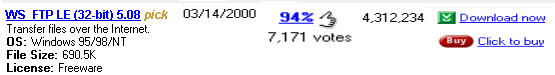 WS_FTP LE (32-bit) 5.08 pick 03/14/2000 94% 4,312,234 Download now
Transfer files over the Internet.
7,171 votes Buy Click to buy
OS: Windows 95/98/NT
File Size: 690.5K
License: Freeware